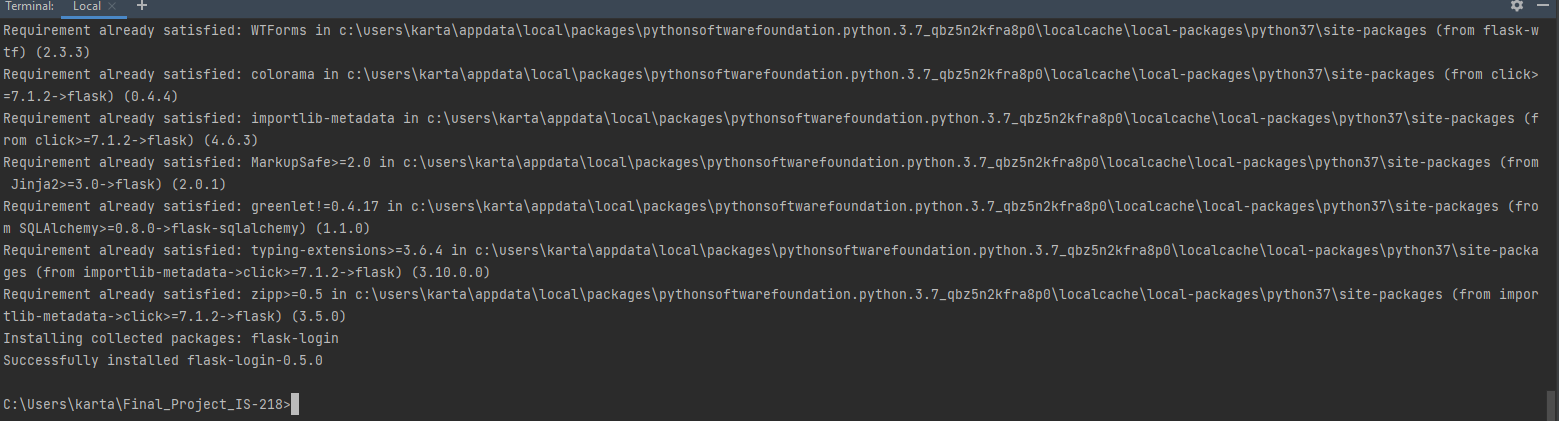 Terminal: Local × +
Requirement already satisfied: WTForms in c:\users\karta\appdata\local\packages\pythonsoftwarefoundation.python.3.7_qbz5n2kfra8p0\localcache\local-packages\python37\site-packages (from flask-w
tf) (2.3.3)
Requirement already satisfied: colorama in c:\users\karta\appdata\local\packages\pythonsoftwarefoundation.python.3.7_qbz5n2kfra8p0\localcache\local-packages\python37\site-packages (from click>
=7.1.2->flask) (0.4.4)
Requirement already satisfied: importlib-metadata in c:\users\karta\appdata\local\packages\pythonsoftwarefoundation.python.3.7_qbz5n2kfra8p0\localcache\local-packages\python37\site-packages (f
rom click>=7.1.2->flask) (4.6.3)
Requirement already satisfied: MarkupSafe>=2.0 in c:\users\karta\appdata\local\packages\pythonsoftwarefoundation.python.3.7_qbz5n2kfra8p0\localcache\local-packages\python37\site-packages (from
 Jinja2>=3.0->flask) (2.0.1)
Requirement already satisfied: greenlet!=0.4.17 in c:\users\karta\appdata\local\packages\pythonsoftwarefoundation.python.3.7_qbz5n2kfra8p0\localcache\local-packages\python37\site-packages (fro
m SQLAlchemy>=0.8.0->flask-sqlalchemy) (1.1.0)
Requirement already satisfied: typing-extensions>=3.6.4 in c:\users\karta\appdata\local\packages\pythonsoftwarefoundation.python.3.7_qbz5n2kfra8p0\localcache\local-packages\python37\site-packa
ges (from importlib-metadata->click>=7.1.2->flask) (3.10.0.0)
Requirement already satisfied: zipp>=0.5 in c:\users\karta\appdata\local\packages\pythonsoftwarefoundation.python.3.7_qbz5n2kfra8p0\localcache\local-packages\python37\site-packages (from impor
tlib-metadata->click>=7.1.2->flask) (3.5.0)
Installing collected packages: flask-login
Successfully installed flask-login-0.5.0
C:\Users\karta\Final_Project_IS-218>